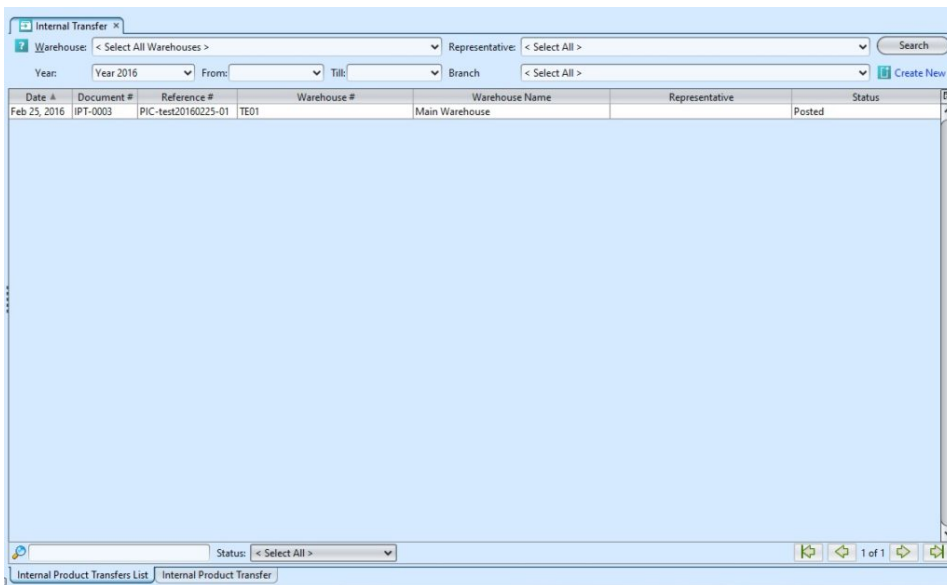 Internal Transfer ×
? Warehouse: < Select All Warehouses > Representative: < Select All > Search
Year: Year 2016 From: Till: Branch < Select All > Create New
Date Document # Reference # Warehouse # Warehouse Name Representative Status
Feb 25, 2016 IPT-0003 PIC-test20160225-01 TE01 Main Warehouse Posted
Status: < Select All > 1 of 1
Internal Product Transfers List Internal Product Transfer